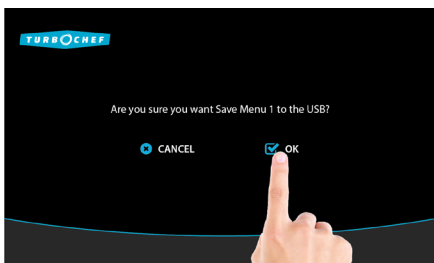 TURBOCHEF
Are you sure you want Save Menu 1 to the USB?
CANCEL
OK